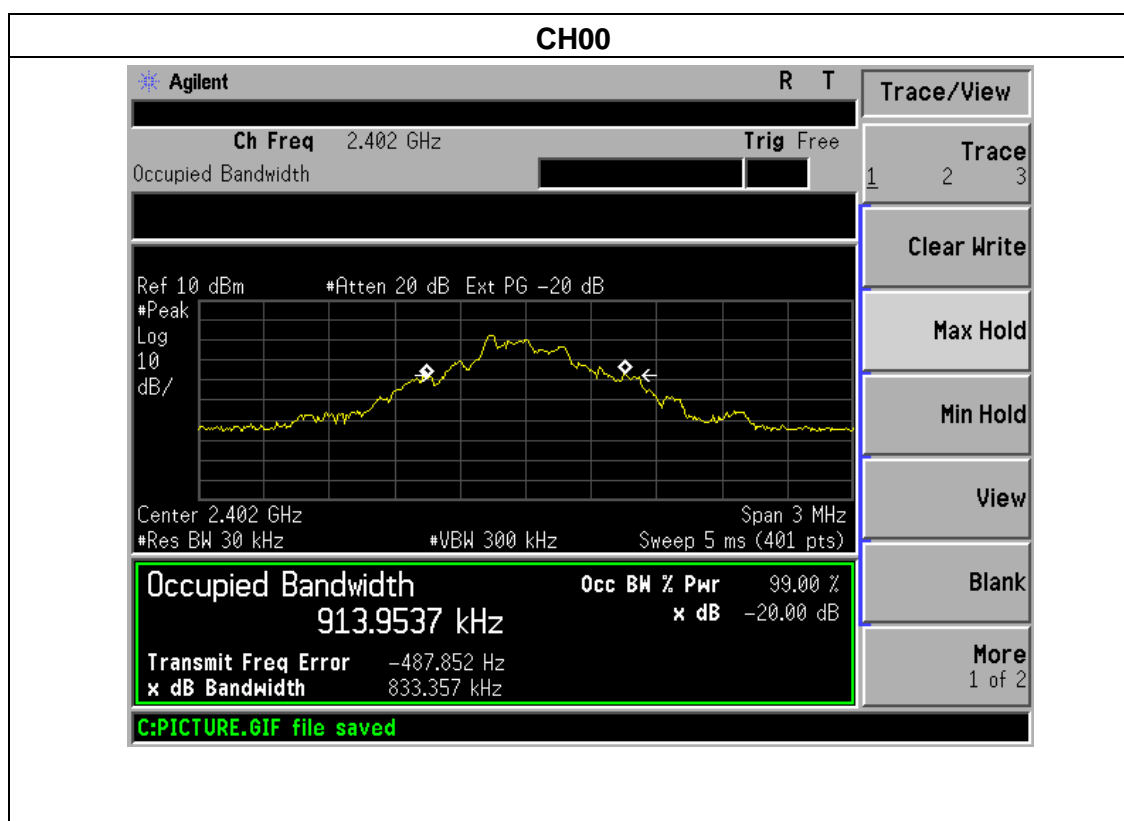 CH00
Agilent
R T
Trace/View
Ch Freq 2.402 GHz
Trig Free
Occupied Bandwidth
Trace
1 2 3
Clear Write
Ref 10 dBm #Atten 20 dB Ext PG -20 dB
#Peak
Log
10
dB/
Max Hold
Min Hold
View
Center 2.402 GHz
Span 3 MHz
#Res BW 30 kHz #VBW 300 kHz Sweep 5 ms (401 pts)
Occupied Bandwidth
913.9537 kHz
Occ BW % Pwr 99.00 %
x dB -20.00 dB
Transmit Freq Error -487.852 Hz
x dB Bandwidth 833.357 kHz
Blank
More
1 of 2
C:PICTURE.GIF file saved